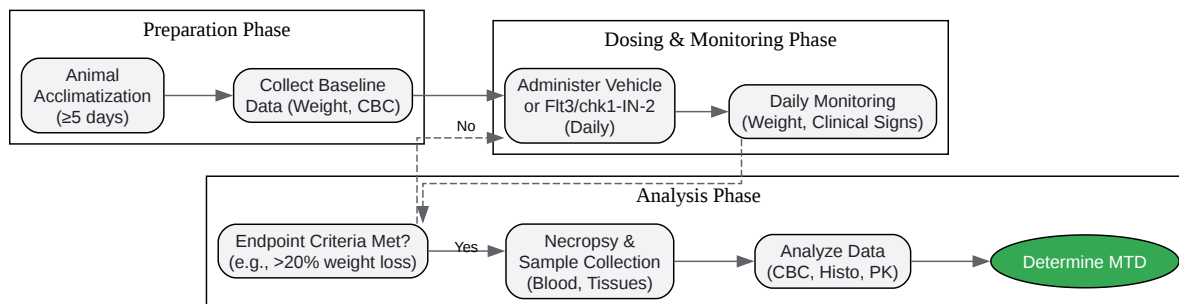 Preparation Phase
Animal
Acclimatization
(≥5 days)
Collect Baseline
Data (Weight, CBC)
Dosing & Monitoring Phase
Administer Vehicle
or Flt3/chk1-IN-2
(Daily)
Daily Monitoring
(Weight, Clinical Signs)
No
Analysis Phase
Endpoint Criteria Met?
(e.g., >20% weight loss)
Yes
Necropsy &
Sample Collection
(Blood, Tissues)
Analyze Data
(CBC, Histo, PK)
Determine MTD